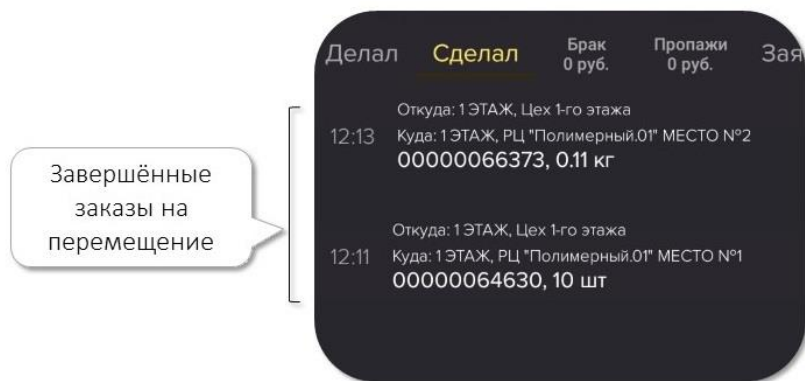 Делал Сделал Брак 0 руб. Пропажи 0 руб. Зая
Откуда: 1 ЭТАЖ, Цех 1-го этажа
12:13 Куда: 1 ЭТАЖ, РЦ "Полимерный.01" МЕСТО №2
00000066373, 0.11 кг
Завершённые
заказы на
перемещение
Откуда: 1 ЭТАЖ, Цех 1-го этажа
12:11 Куда: 1 ЭТАЖ, РЦ "Полимерный.01" МЕСТО №1
00000064630, 10 шт